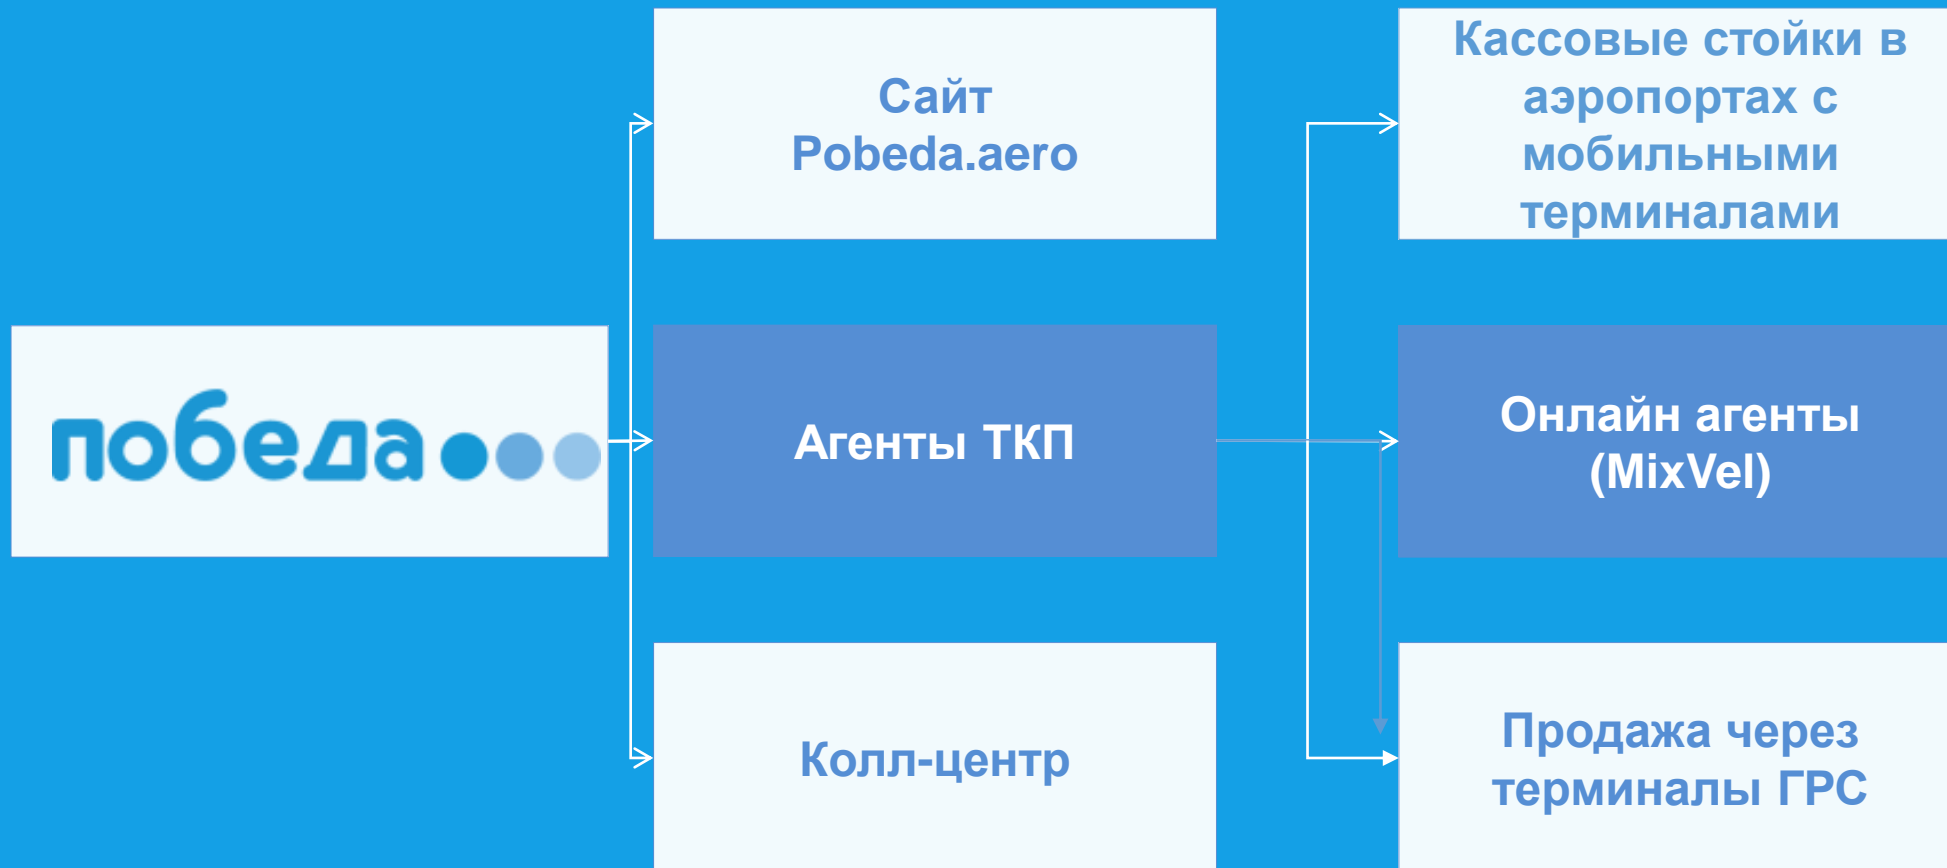 Сайт
Pobeda.aero
Кассовые стойки в
аэропортах с
мобильными
терминалами
победа
Агенты ТКП
Онлайн агенты
(MixVel)
Колл-центр
Продажа через
терминалы ГРС